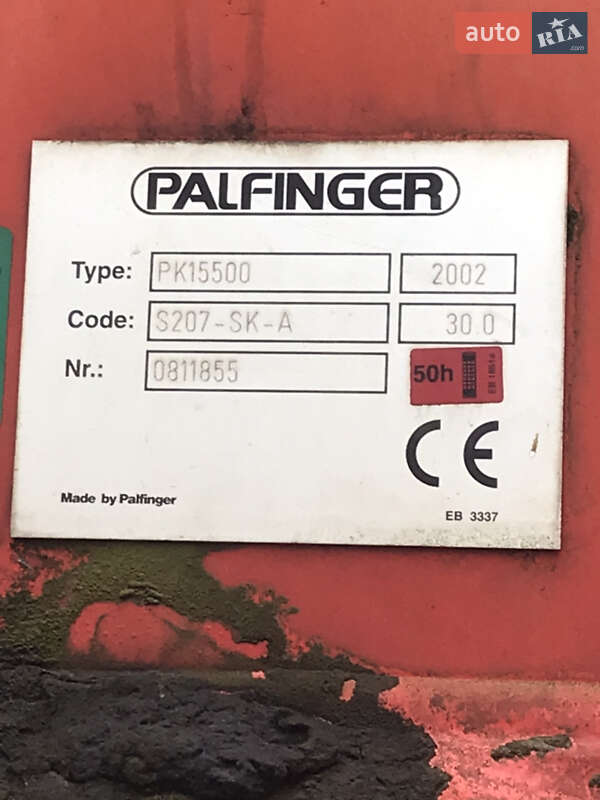 auto RIA.com
PALFINGER
Type: PK15500 2002
Code: S207-SK-A 30.0
Nr.: 0811855
50h
CE
Made by Palfinger
EB 3337